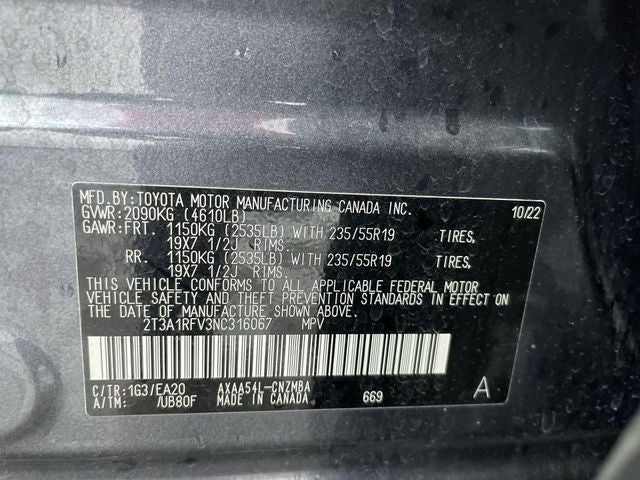 MFD.BY:TOYOTA MOTOR MANUFACTURING CANADA INC. 10/22
GVWR:2090KG (4610LB)
GAWR:FRT. 1150KG (2535LB) WITH 235/55R19 TIRES,
19X7 1/2J RIMS.
RR. 1150KG (2535LB) WITH 235/55R19 TIRES,
19X7 1/2J RIMS.
THIS VEHICLE CONFORMS TO ALL APPLICABLE FEDERAL MOTOR
VEHICLE SAFETY AND THEFT PREVENTION STANDARDS IN EFFECT ON
THE DATE OF MANUFACTURE SHOWN ABOVE.
2T3A1RFV3NC316067 MPV
C/TR:1G3/EA20 AXAA54L-CNZMBA
A/TM: /UB80F MADE IN CANADA 669 A